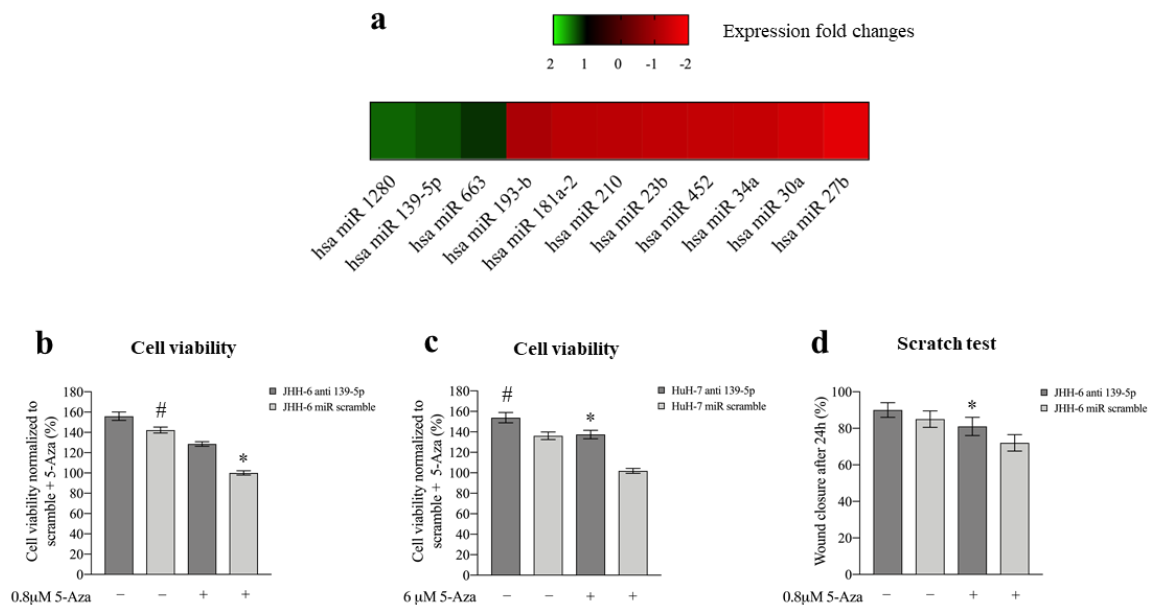 a
Expression fold changes
2 1 0 -1 -2
hsa miR 1280
hsa miR 139-5p
hsa miR 663
hsa miR 193-b
hsa miR 181a-2
hsa miR 210
hsa miR 23b
hsa miR 452
hsa miR 34a
hsa miR 30a
hsa miR 27b
b
Cell viability
JHH-6 anti 139-5p
JHH-6 miR scramble
Cell viability normalized to
scramble + 5-Aza (%)
180
160
140
120
100
80
60
40
20
0
#
*
0.8μM 5-Aza − − + +
c
Cell viability
HuH-7 anti 139-5p
HuH-7 miR scramble
Cell viability normalized to
scramble + 5-Aza (%)
180
160
140
120
100
80
60
40
20
0
#
*
6 μM 5-Aza − − + +
d
Scratch test
JHH-6 anti 139-5p
JHH-6 miR scramble
Wound closure after 24h (%)
100
80
60
40
20
0
*
0.8μM 5-Aza − − + +